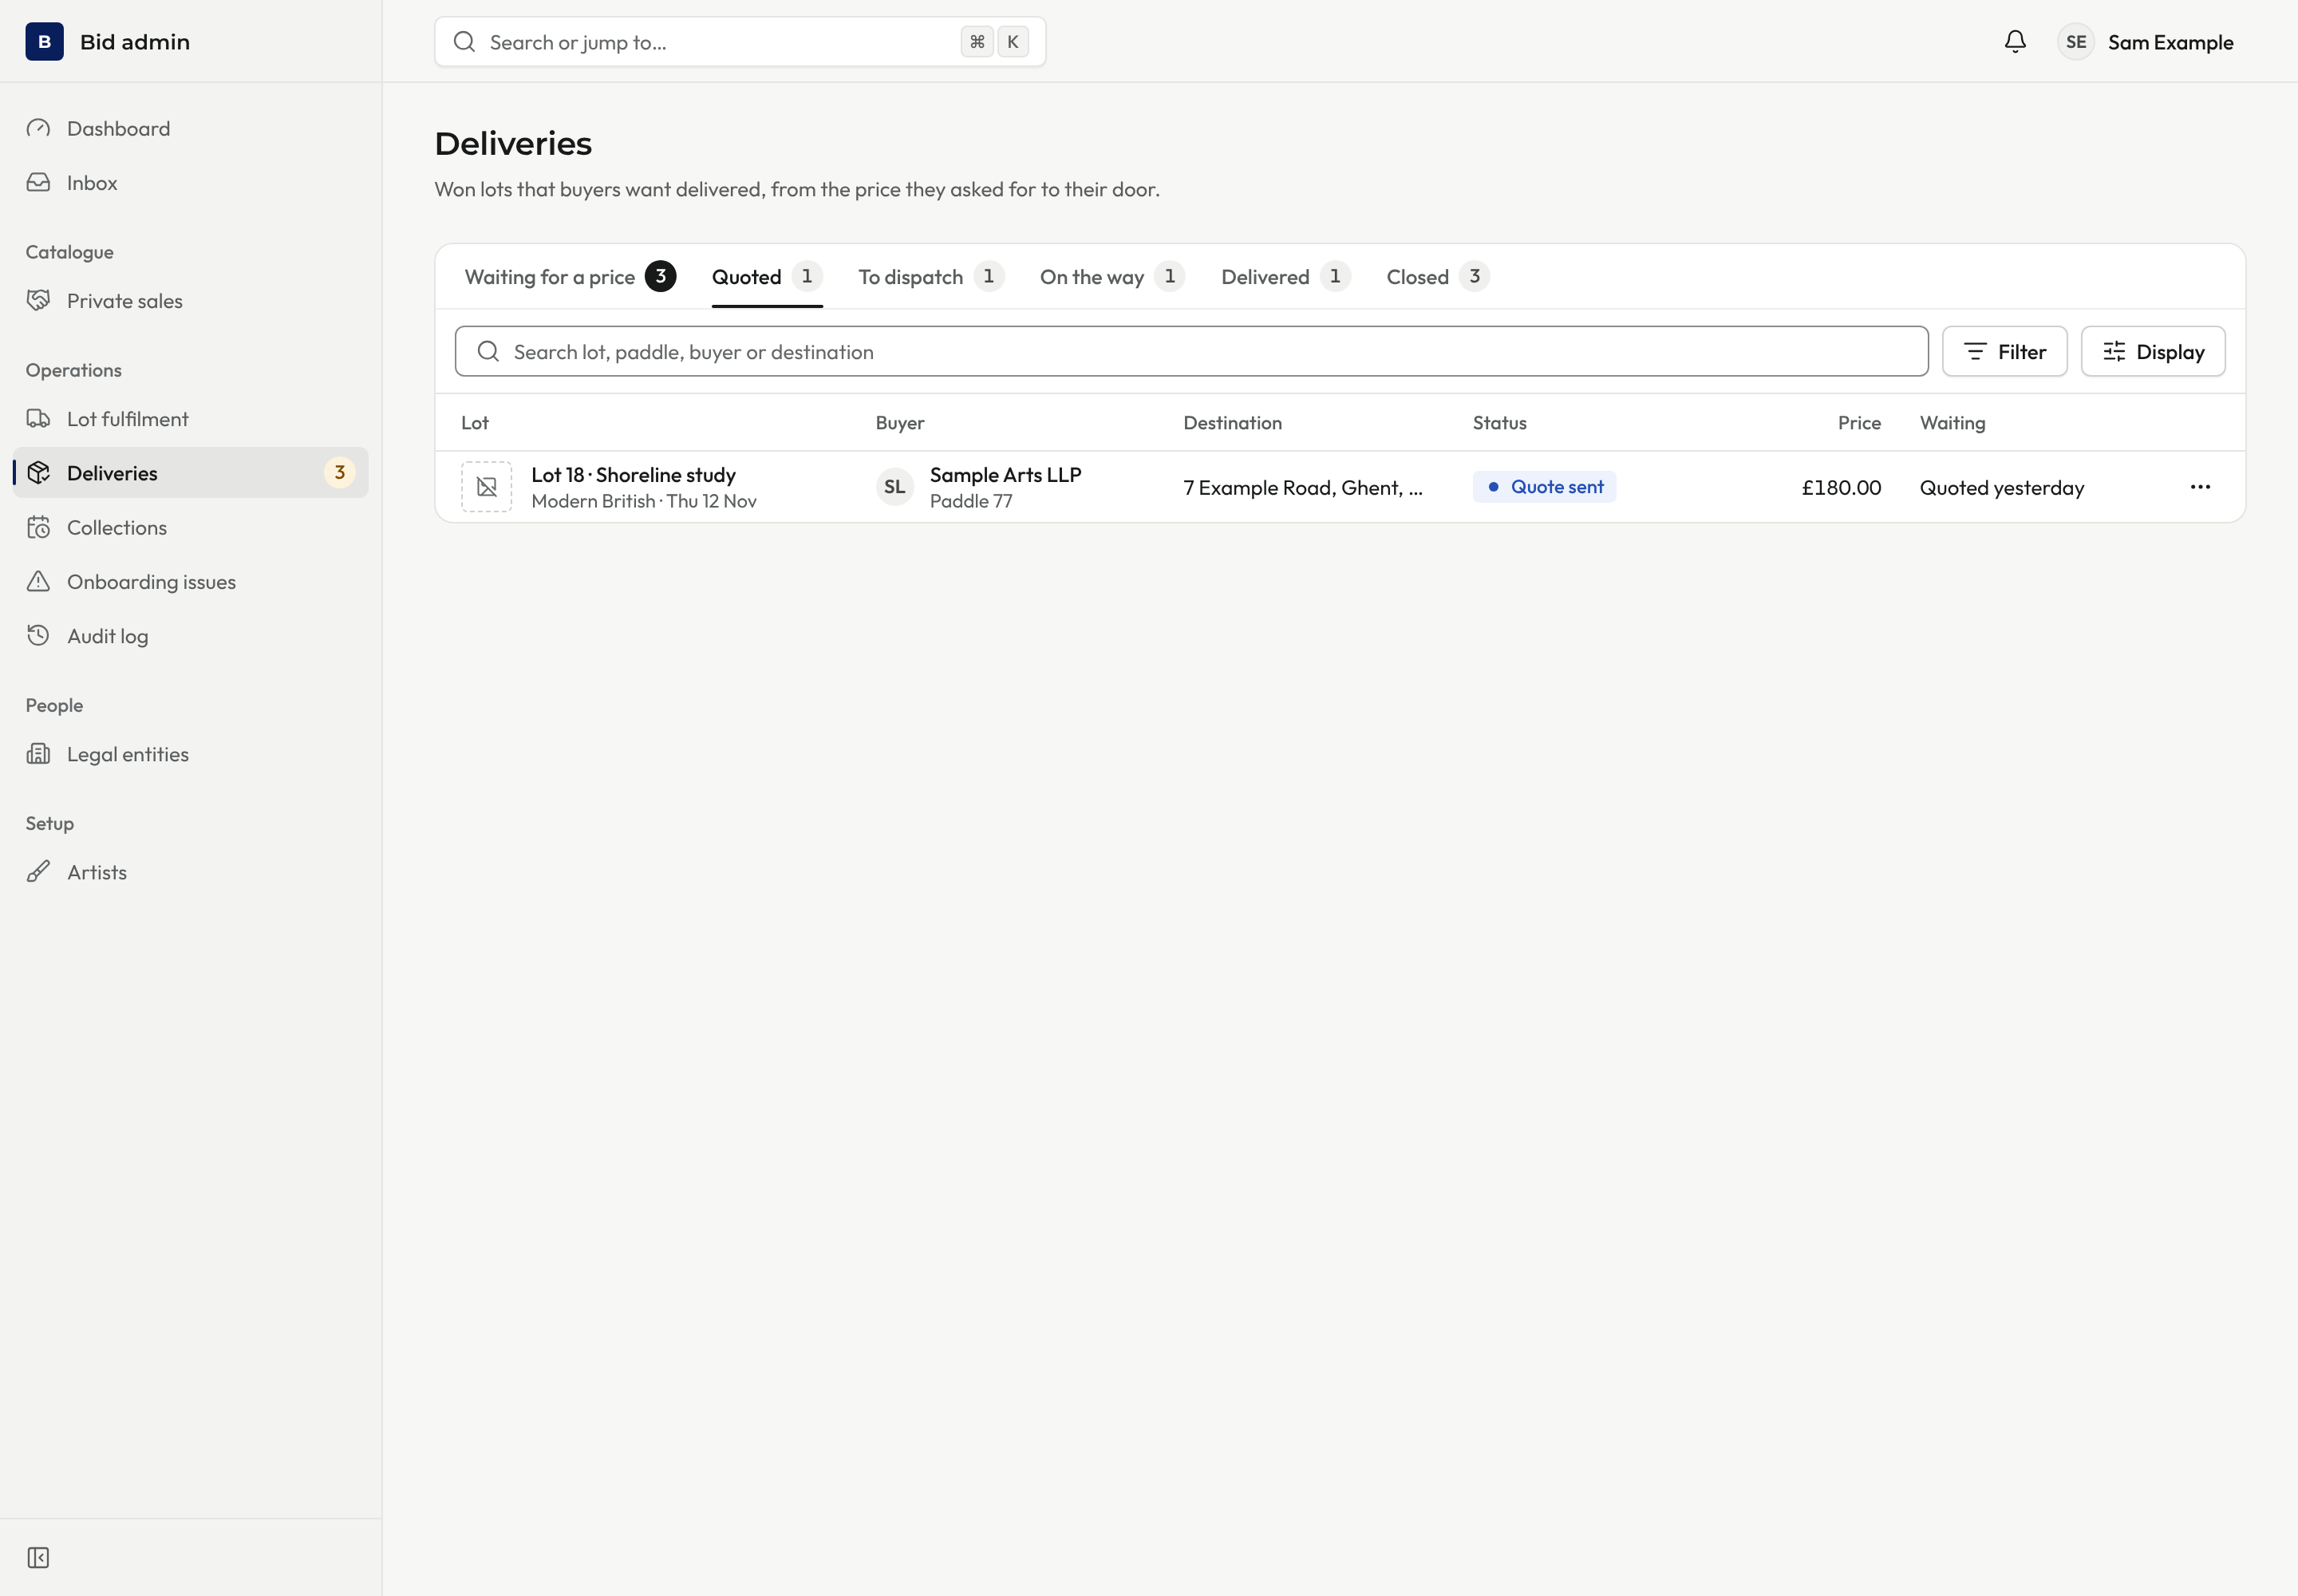 B Bid admin
Search or jump to... ⌘ K
SE Sam Example
Dashboard
Inbox
Catalogue
Private sales
Operations
Lot fulfilment
Deliveries 3
Collections
Onboarding issues
Audit log
People
Legal entities
Setup
Artists
Deliveries
Won lots that buyers want delivered, from the price they asked for to their door.
Waiting for a price 3 Quoted 1 To dispatch 1 On the way 1 Delivered 1 Closed 3
Search lot, paddle, buyer or destination Filter Display
Lot Buyer Destination Status Price Waiting
Lot 18 · Shoreline study
Modern British · Thu 12 Nov
SL Sample Arts LLP
Paddle 77
7 Example Road, Ghent, ... Quote sent £180.00 Quoted yesterday